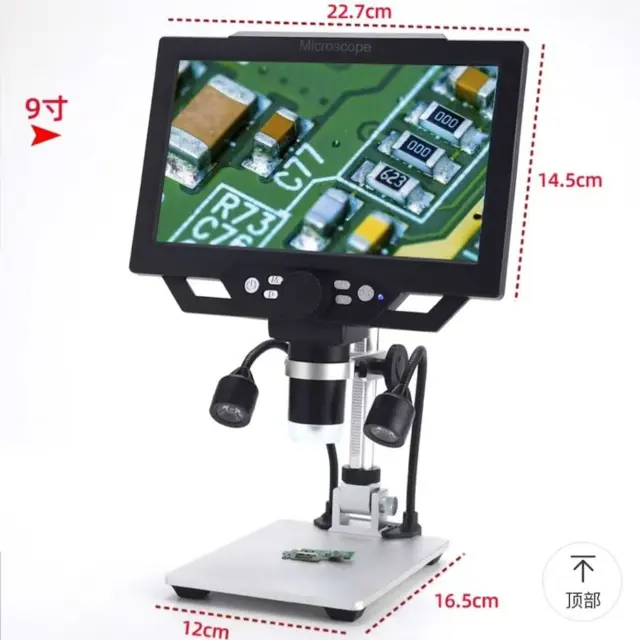 22.7cm
Microscope
9寸
14.5cm
000
000
623
C77
R73
C76
16.5cm
12cm
顶部